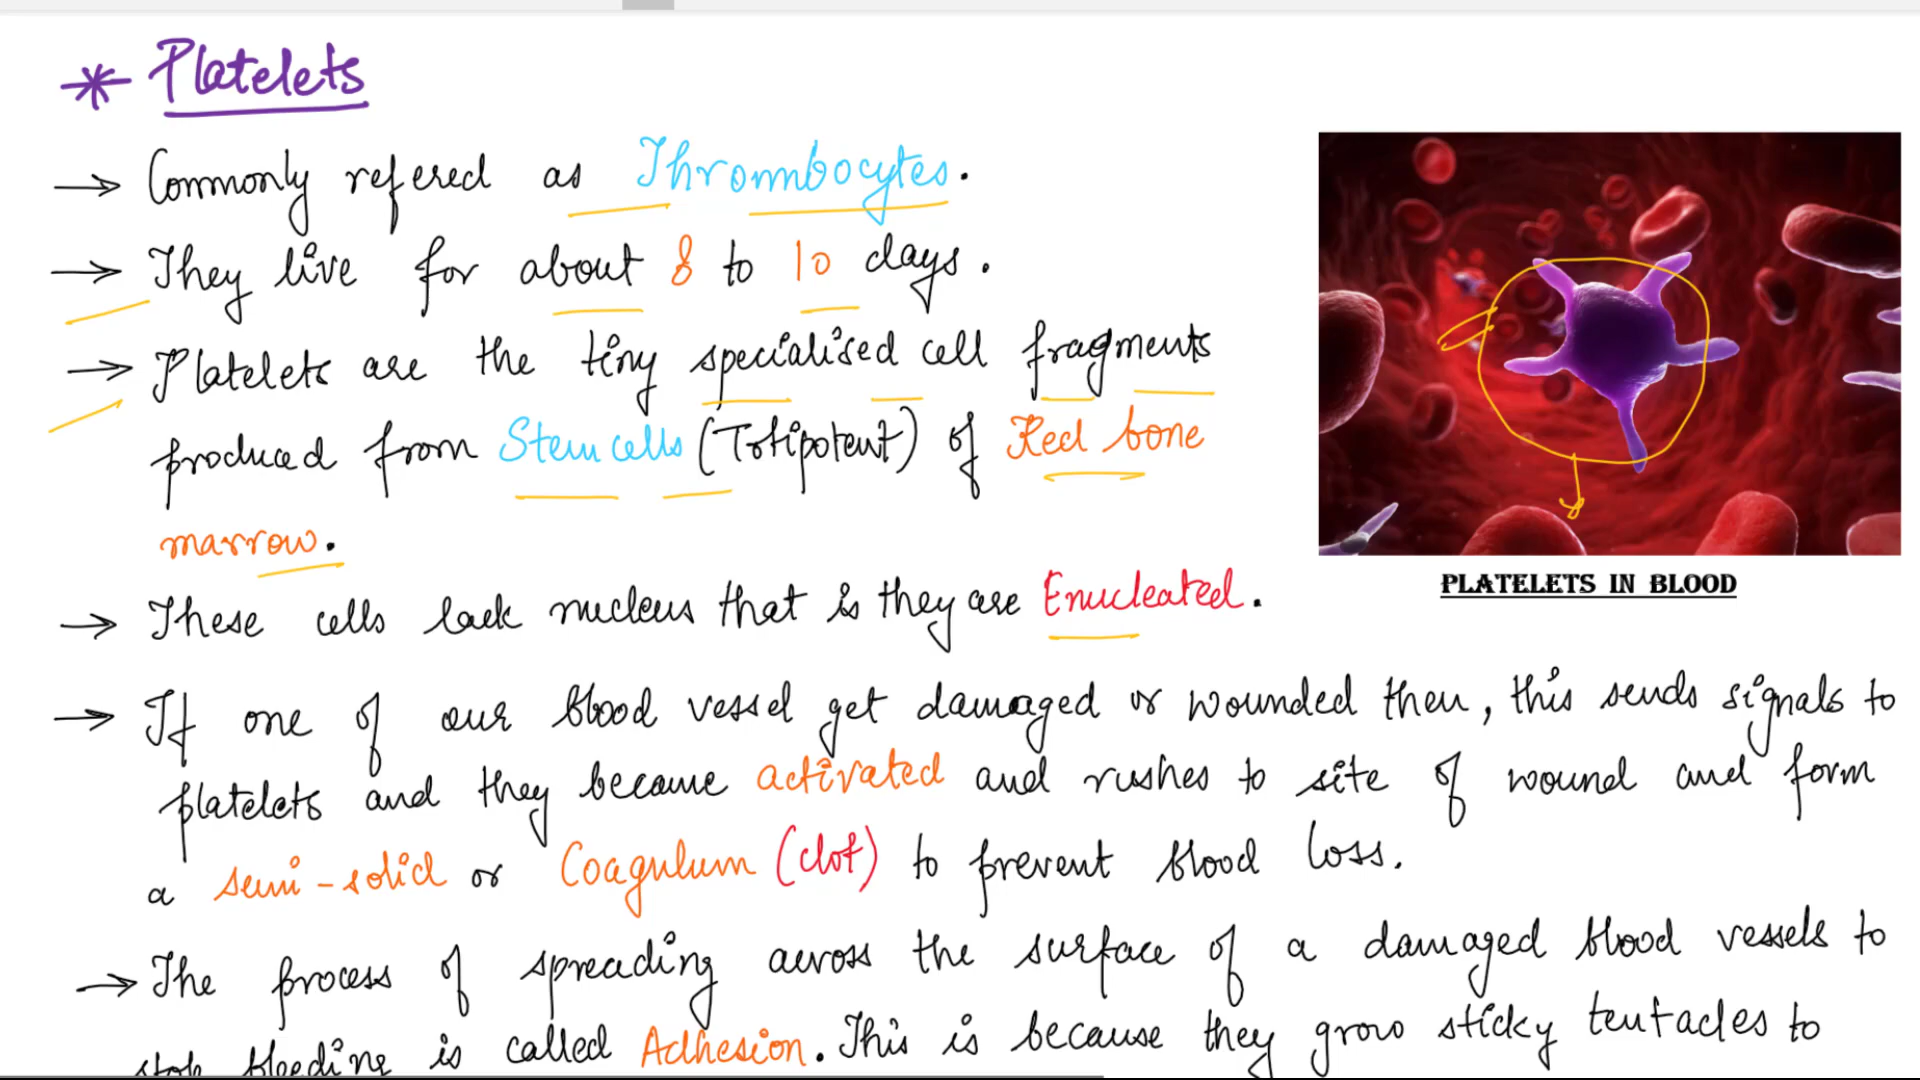 * Platelets
→ Commonly refered as Thrombocytes.
→ They live for about 8 to 10 days.
→ Platelets are the tiny specialised cell fragments
produced from Stem cells (Totipotent) of Red bone
marrow.
PLATELETS IN BLOOD
→ These cells lack nucleus that is they are Enucleated.
→ If one of our blood vessel get damaged or wounded then, this sends signals to
platelets and they became activated and rushes to site of wound and form
a semi-solid or Coagulum (clot) to prevent blood loss.
→ The process of spreading across the surface of a damaged blood vessels to
stop bleeding is called Adhesion. This is because they grow sticky tentacles to